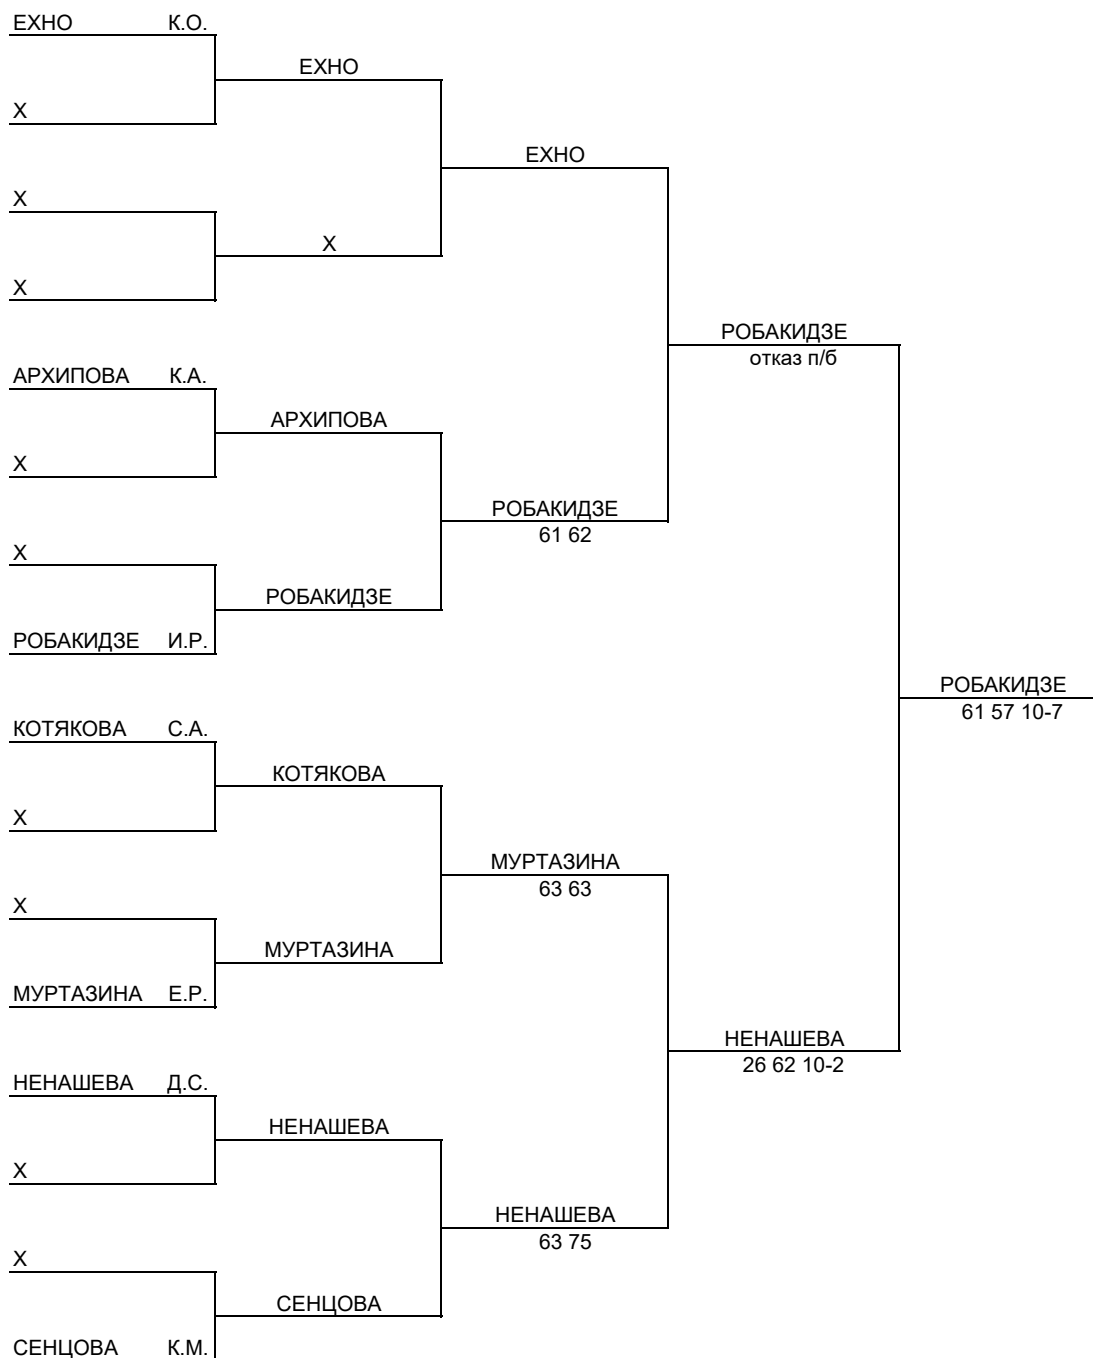 ЕХНО К.О.
ЕХНО
Х
ЕХНО
Х
Х
Х
РОБАКИДЗЕ
отказ п/б
АРХИПОВА К.А.
АРХИПОВА
Х
РОБАКИДЗЕ
61 62
Х
РОБАКИДЗЕ
РОБАКИДЗЕ И.Р.
РОБАКИДЗЕ
61 57 10-7
КОТЯКОВА С.А.
КОТЯКОВА
Х
МУРТАЗИНА
63 63
Х
МУРТАЗИНА
МУРТАЗИНА Е.Р.
НЕНАШЕВА
26 62 10-2
НЕНАШЕВА Д.С.
НЕНАШЕВА
Х
НЕНАШЕВА
63 75
Х
СЕНЦОВА
СЕНЦОВА К.М.